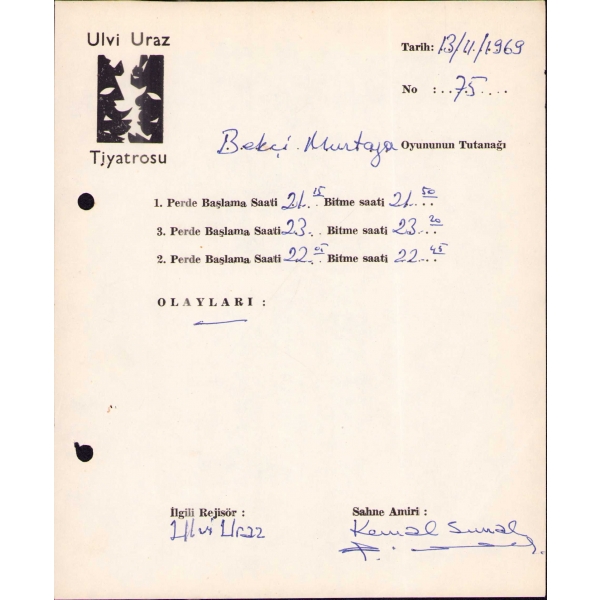 Ulvi Uraz
Tiyatrosu
Tarih: 13/4/1969
No : 75
Bekçi Murtaza Oyununun Tutanağı
1. Perde Başlama Saati 21.15 Bitme saati 21.50
3. Perde Başlama Saati 23. Bitme saati 23.20
2. Perde Başlama Saati 22.05 Bitme saati 22.45
OLAYLARI :
İlgili Rejisör : Sahne Amiri :
Ulvi Uraz Kemal Sunal